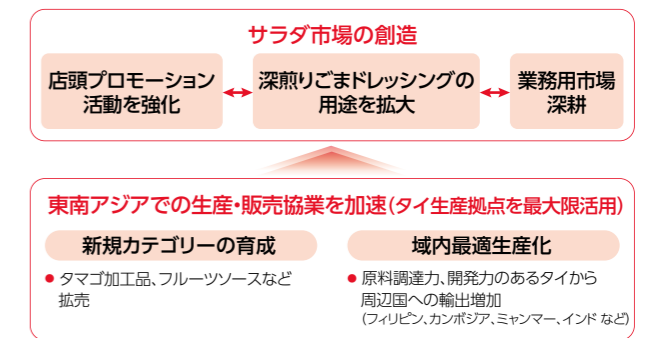 サラダ市場の創造
店頭プロモーション
活動を強化
深煎りごまドレッシングの
用途を拡大
業務用市場
深耕
東南アジアでの生産・販売協業を加速(タイ生産拠点を最大限活用)
新規カテゴリーの育成
● タマゴ加工品、フルーツソースなど
拡売
域内最適生産化
● 原料調達力、開発力のあるタイから
周辺国への輸出増加
(フィリピン、カンボジア、ミャンマー、インド など)